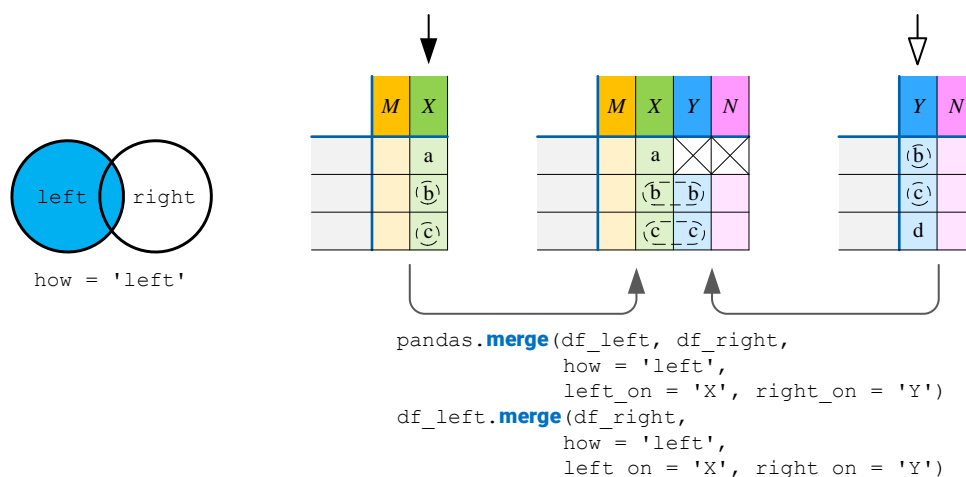 M X
M X Y N
Y N
a
a
b
b b
b
left right
c
c c
c
d
how = 'left'
pandas.merge(df_left, df_right,
how = 'left',
left_on = 'X', right_on = 'Y')
df_left.merge(df_right,
how = 'left',
left_on = 'X', right_on = 'Y')